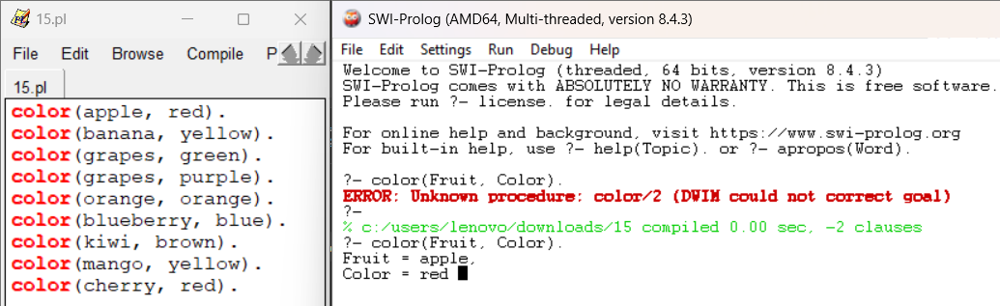 15.pl
File Edit Browse Compile P
15.pl
color(apple, red).
color(banana, yellow).
color(grapes, green).
color(grapes, purple).
color(orange, orange).
color(blueberry, blue).
color(kiwi, brown).
color(mango, yellow).
color(cherry, red).
SWI-Prolog (AMD64, Multi-threaded, version 8.4.3)
File Edit Settings Run Debug Help
Welcome to SWI-Prolog (threaded, 64 bits, version 8.4.3)
SWI-Prolog comes with ABSOLUTELY NO WARRANTY. This is free software.
Please run ?- license. for legal details.
For online help and background, visit https://www.swi-prolog.org
For built-in help, use ?- help(Topic). or ?- apropos(Word).
?- color(Fruit, Color).
ERROR: Unknown procedure: color/2 (DWIM could not correct goal)
?-
% c:/users/lenovo/downloads/15 compiled 0.00 sec, -2 clauses
?- color(Fruit, Color).
Fruit = apple,
Color = red